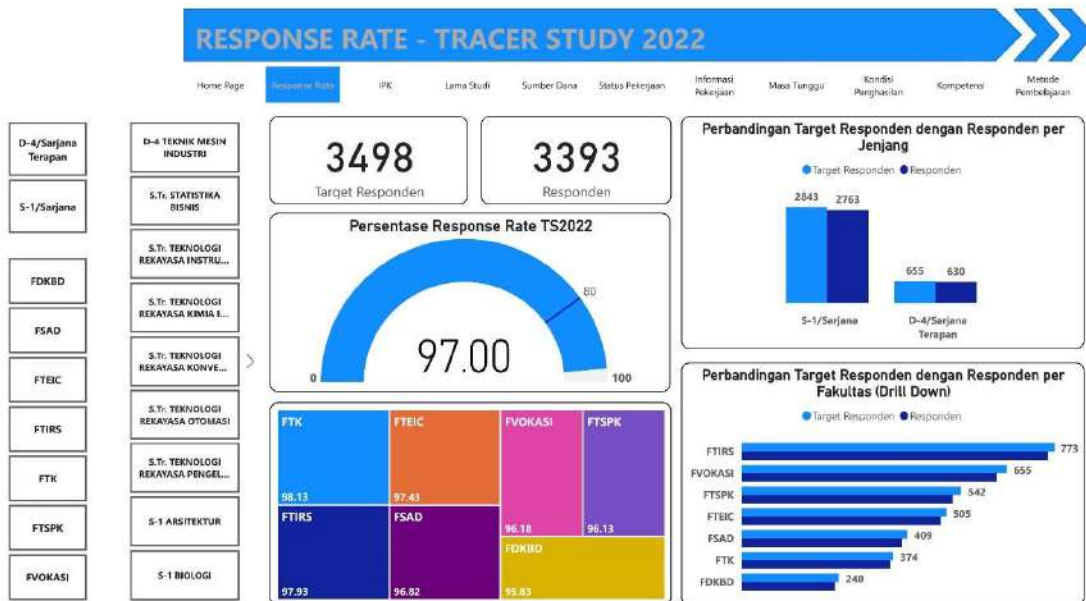 RESPONSE RATE - TRACER STUDY 2022
Home Page
Response Rate
IPK
Lama Studi
Sumber Dana
Status Pekerjaan
Informasi
Pekerjaan
Masa Tunggu
Kondisi
Penghasilan
Kompetensi
Metode
Pembelajaran
D-4/Sarjana
Terapan
S-1/Sarjana
FDKBD
FSAD
FTEIC
FTIRS
FTK
FTSPK
FVOKASI
D-4 TEKNIK MESIN
INDUSTRI
S.Tr. STATISTIKA
BISNIS
S.Tr. TEKNOLOGI
REKAYASA INSTRU...
S.Tr. TEKNOLOGI
REKAYASA KIMIA I...
S.Tr. TEKNOLOGI
REKAYASA KONVE...
S.Tr. TEKNOLOGI
REKAYASA OTOMASI
S.Tr. TEKNOLOGI
REKAYASA PENGEL...
S-1 ARSITEKTUR
S-1 BIOLOGI
3498
Target Responden
3393
Responden
Persentase Response Rate TS2022
80
97.00
0
100
FTK
98.13
FTEIC
97.43
FVOKASI
96.18
FTSPK
96.13
FTIRS
97.93
FSAD
96.82
FDKBD
95.83
Perbandingan Target Responden dengan Responden per
Jenjang
Target Responden Responden
2843
2763
655
630
S-1/Sarjana
D-4/Sarjana
Terapan
Perbandingan Target Responden dengan Responden per
Fakultas (Drill Down)
Target Responden Responden
FTIRS 773
FVOKASI 655
FTSPK 542
FTEIC 505
FSAD 409
FTK 374
FDKBD 240